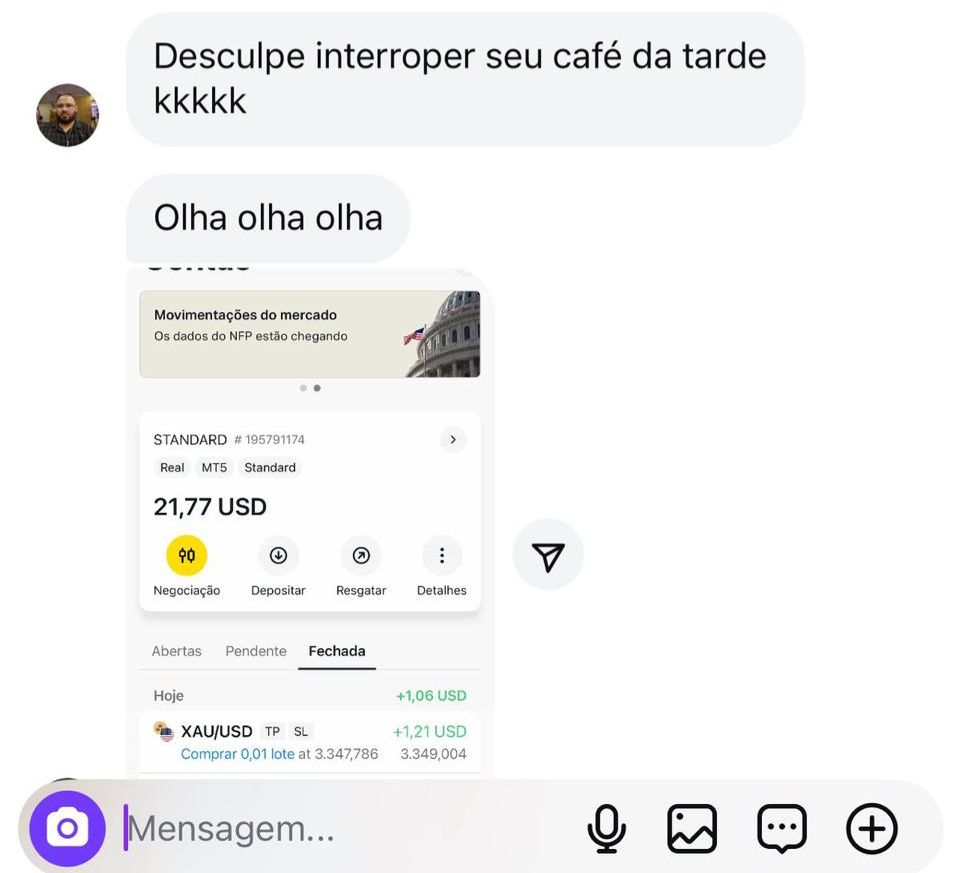 Desculpe interroper seu café da tarde
kkkkk
Olha olha olha
Movimentações do mercado
Os dados do NFP estão chegando
STANDARD # 195791174
Real MT5 Standard
21,77 USD
Negociação Depositar Resgatar Detalhes
Abertas Pendente Fechada
Hoje +1,06 USD
XAU/USD TP SL +1,21 USD
Comprar 0,01 lote at 3.347,786 3.349,004
Mensagem...